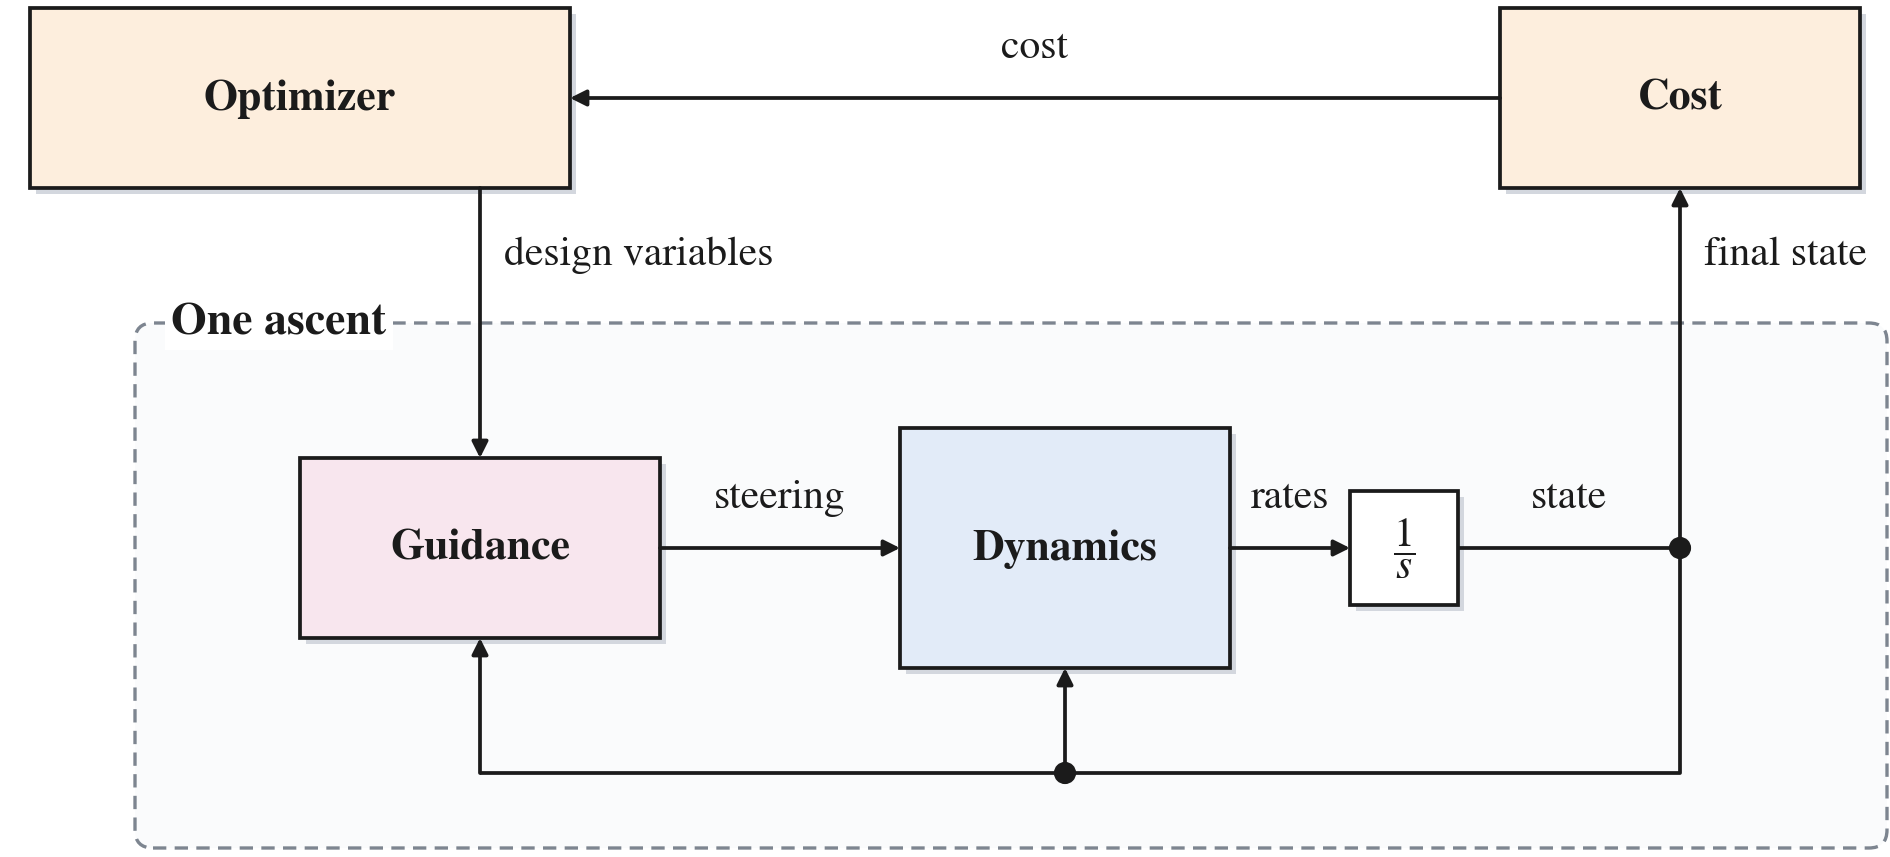 Optimizer
cost
Cost
design variables
final state
One ascent
Guidance
steering
Dynamics
rates
1
s
state